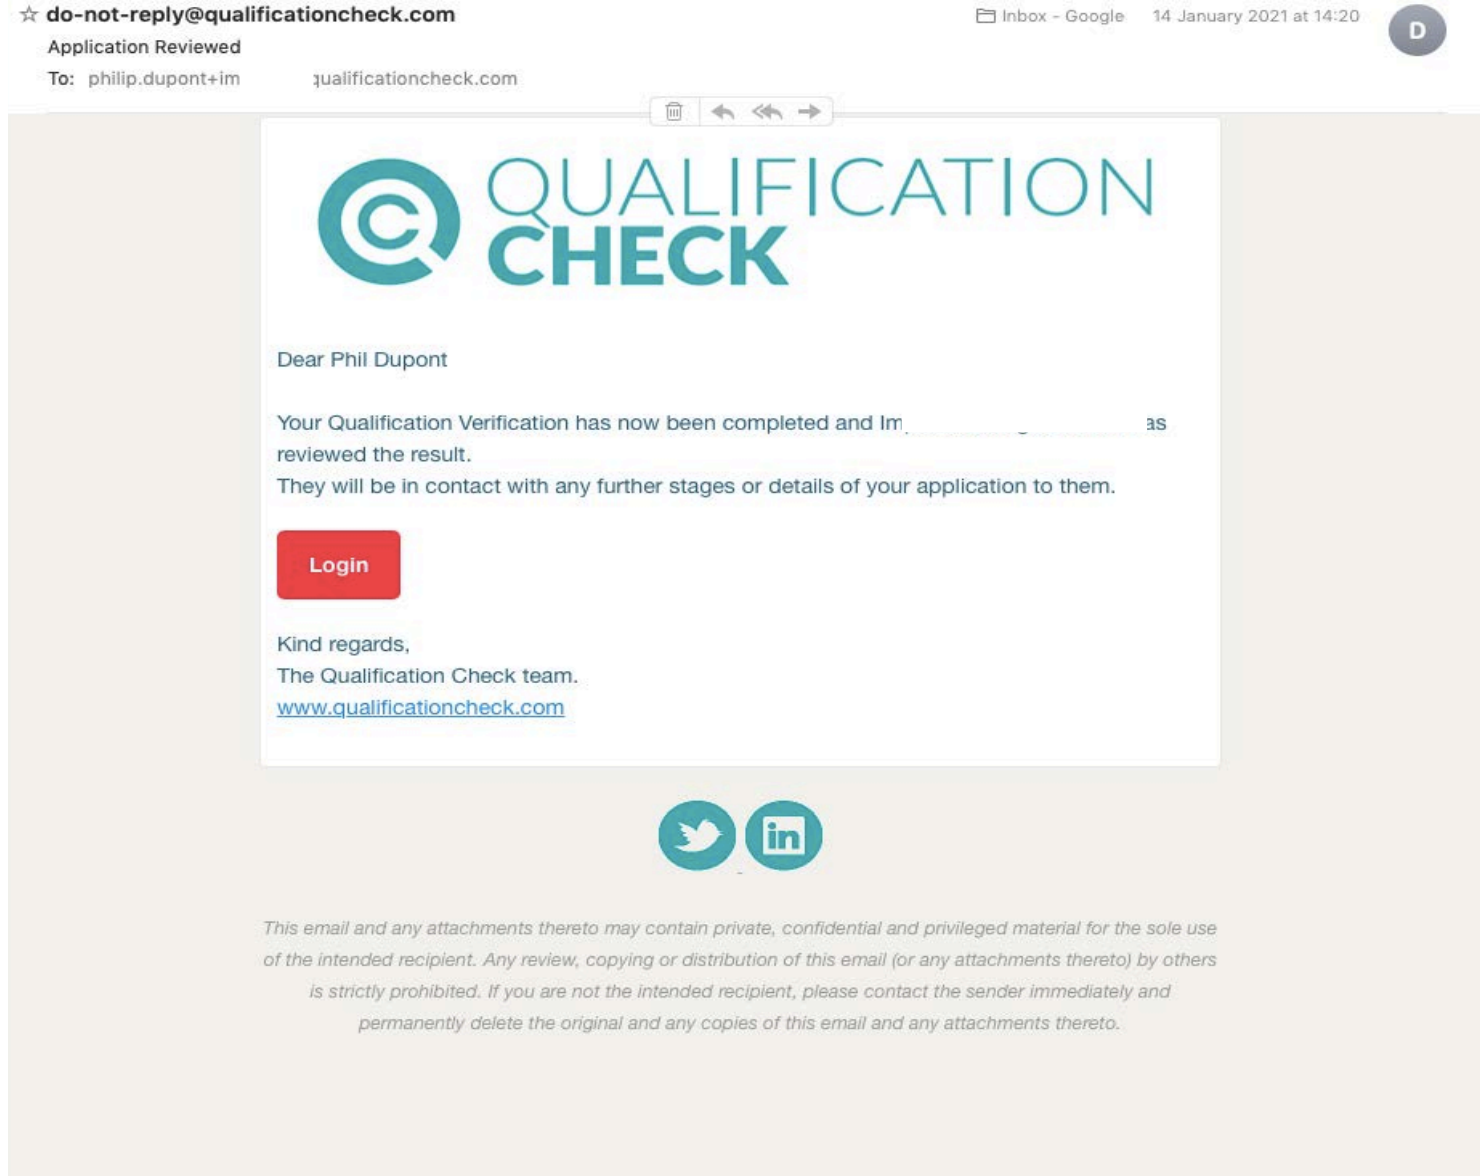 do-not-reply@qualificationcheck.com
Inbox - Google 14 January 2021 at 14:20
D
Application Reviewed
To: philip.dupont+im qualificationcheck.com
QUALIFICATION
CHECK
Dear Phil Dupont
Your Qualification Verification has now been completed and Im as
reviewed the result.
They will be in contact with any further stages or details of your application to them.
Login
Kind regards,
The Qualification Check team.
www.qualificationcheck.com
in
This email and any attachments thereto may contain private, confidential and privileged material for the sole use
of the intended recipient. Any review, copying or distribution of this email (or any attachments thereto) by others
is strictly prohibited. If you are not the intended recipient, please contact the sender immediately and
permanently delete the original and any copies of this email and any attachments thereto.